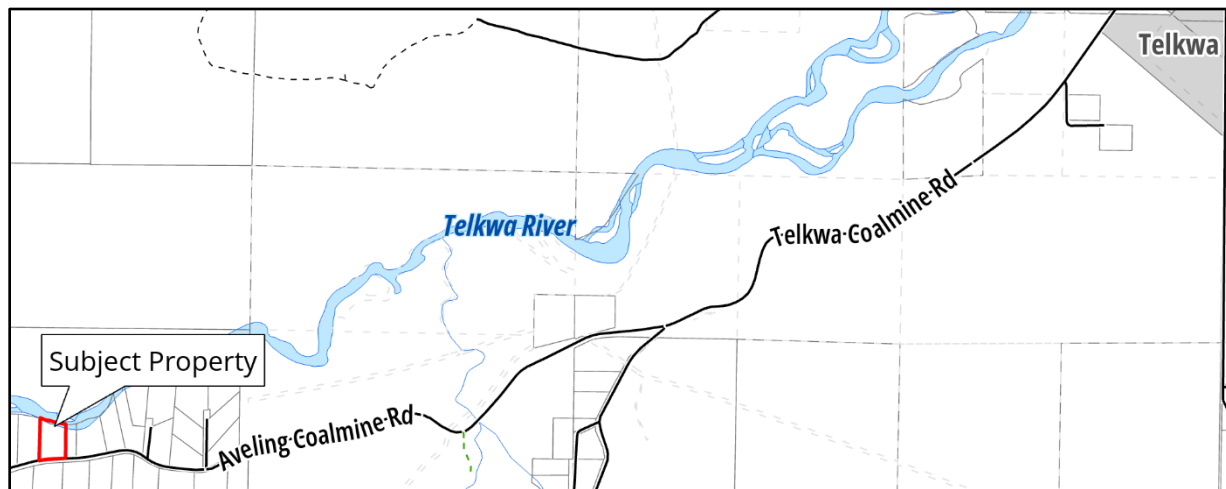 Telkwa
Telkwa River
Telkwa Coalmine Rd
Subject Property
Aveling Coalmine Rd